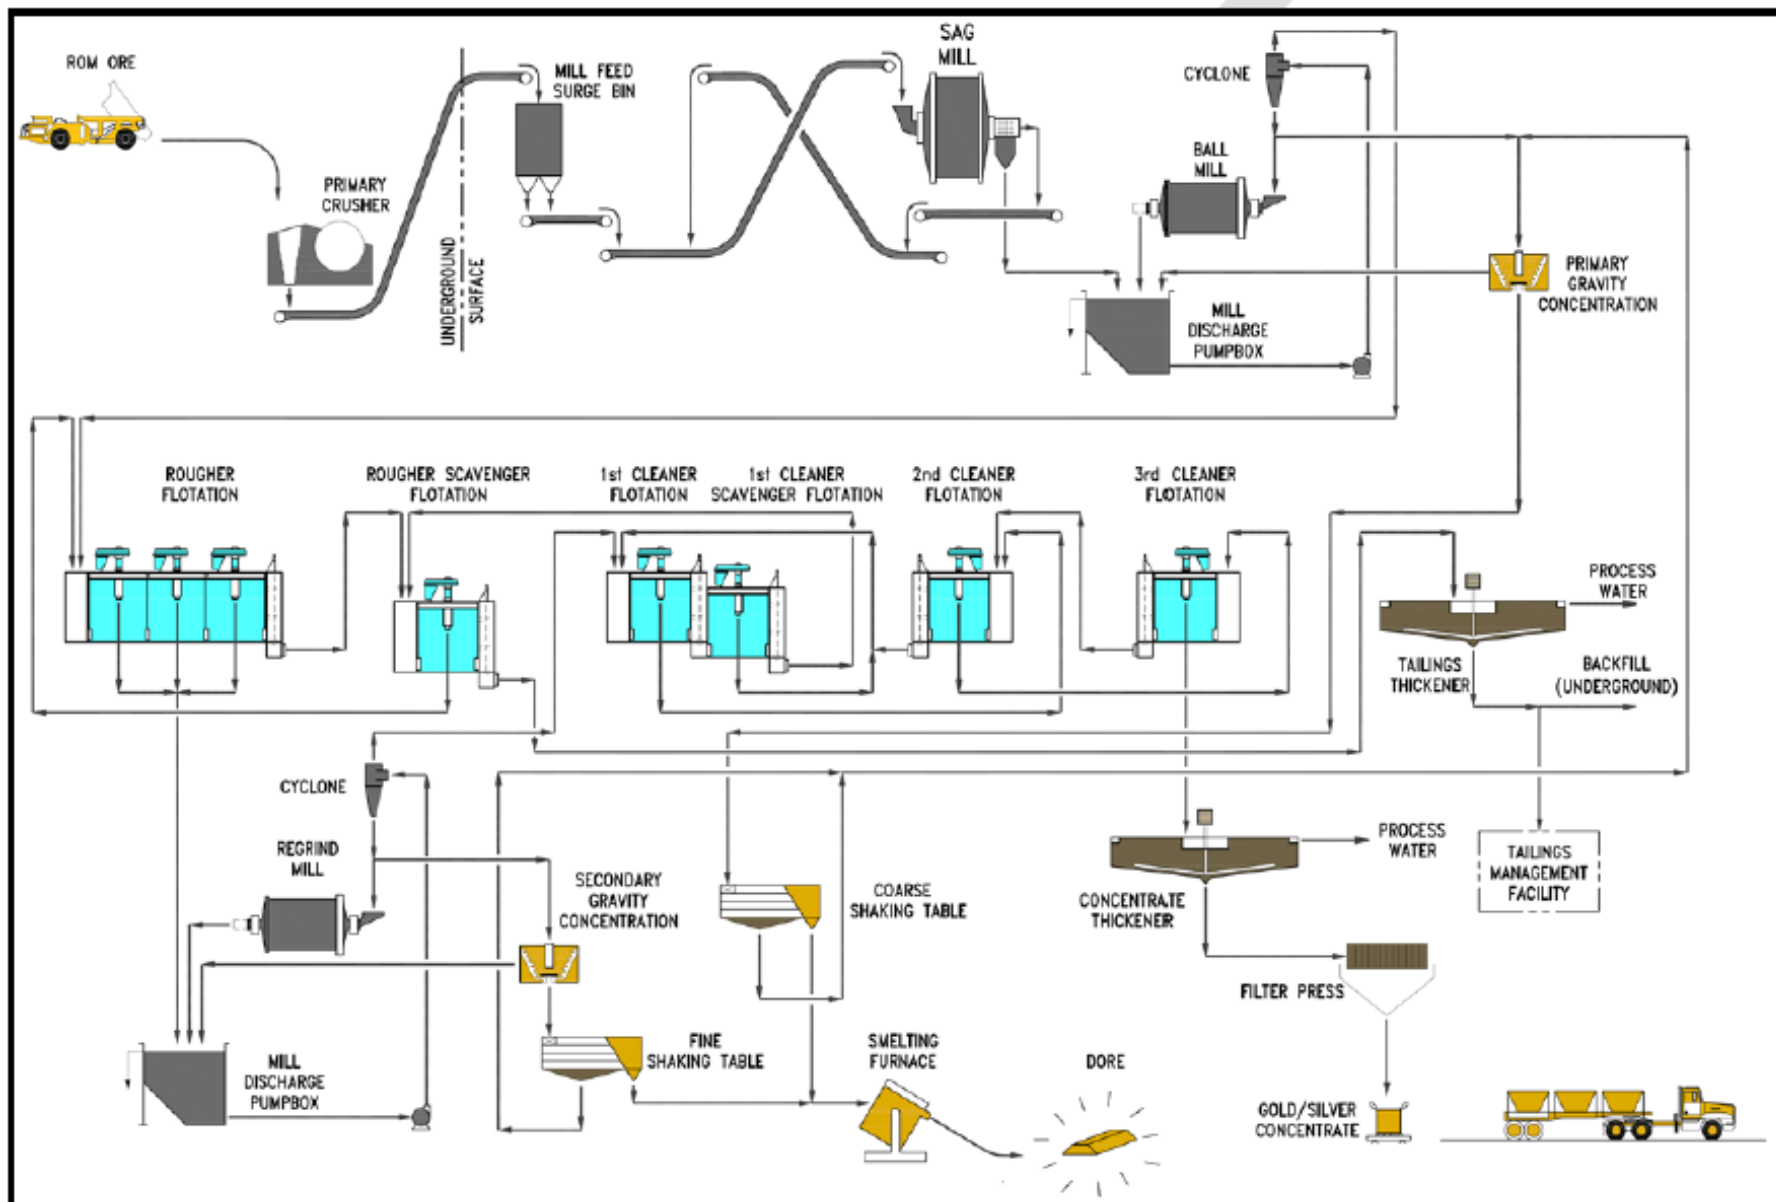 ROM ORE
PRIMARY
CRUSHER
UNDERGROUND
SURFACE
MILL FEED
SURGE BIN
SAG
MILL
CYCLONE
BALL
MILL
PRIMARY
GRAVITY
CONCENTRATION
MILL
DISCHARGE
PUMPBOX
ROUGHER
FLOTATION
ROUGHER SCAVENGER
FLOTATION
1st CLEANER
FLOTATION
1st CLEANER
SCAVENGER FLOTATION
2nd CLEANER
FLOTATION
3rd CLEANER
FLOTATION
PROCESS
WATER
TAILINGS
THICKENER
BACKFILL
(UNDERGROUND)
CYCLONE
REGRIND
MILL
SECONDARY
GRAVITY
CONCENTRATION
COARSE
SHAKING TABLE
CONCENTRATE
THICKENER
PROCESS
WATER
TAILINGS
MANAGEMENT
FACILITY
FILTER PRESS
MILL
DISCHARGE
PUMPBOX
FINE
SHAKING TABLE
SMELTING
FURNACE
DORE
GOLD/SILVER
CONCENTRATE